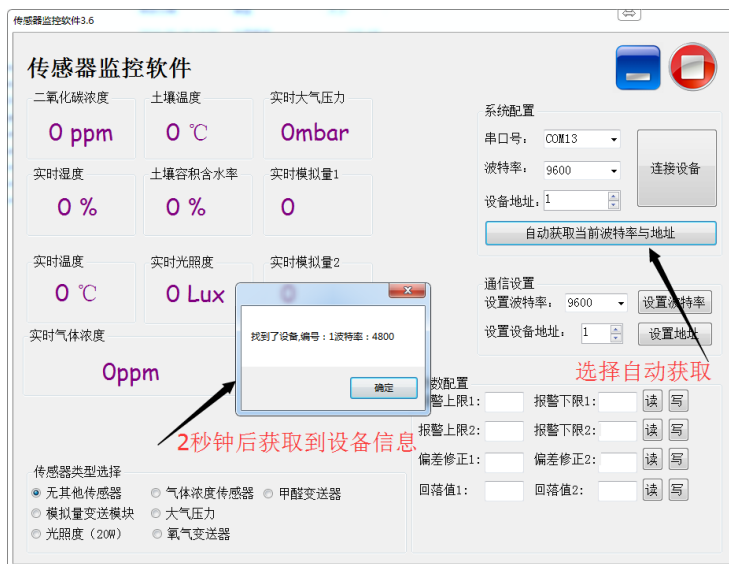 传感器监控软件3.6
传感器监控软件
二氧化碳浓度
0 ppm
土壤温度
0 ℃
实时大气压力
0mbar
实时湿度
0 %
土壤容积含水率
0 %
实时模拟量1
0
实时温度
0 ℃
实时光照度
0 Lux
实时模拟量2
0
实时气体浓度
0ppm
系统配置
串口号： COM13
波特率： 9600
设备地址： 1
连接设备
自动获取当前波特率与地址
通信设置
设置波特率： 9600 设置波特率
设置设备地址： 1 设置地址
选择自动获取
找到了设备,编号：1波特率：4800
确定
2秒钟后获取到设备信息
数配置
警上限1: 报警下限1: 读 写
报警上限2: 报警下限2: 读 写
偏差修正1: 偏差修正2: 读 写
回落值1: 回落值2: 读 写
传感器类型选择
无其他传感器 气体浓度传感器 甲醛变送器
模拟量变送模块 大气压力
光照度（20W） 氧气变送器